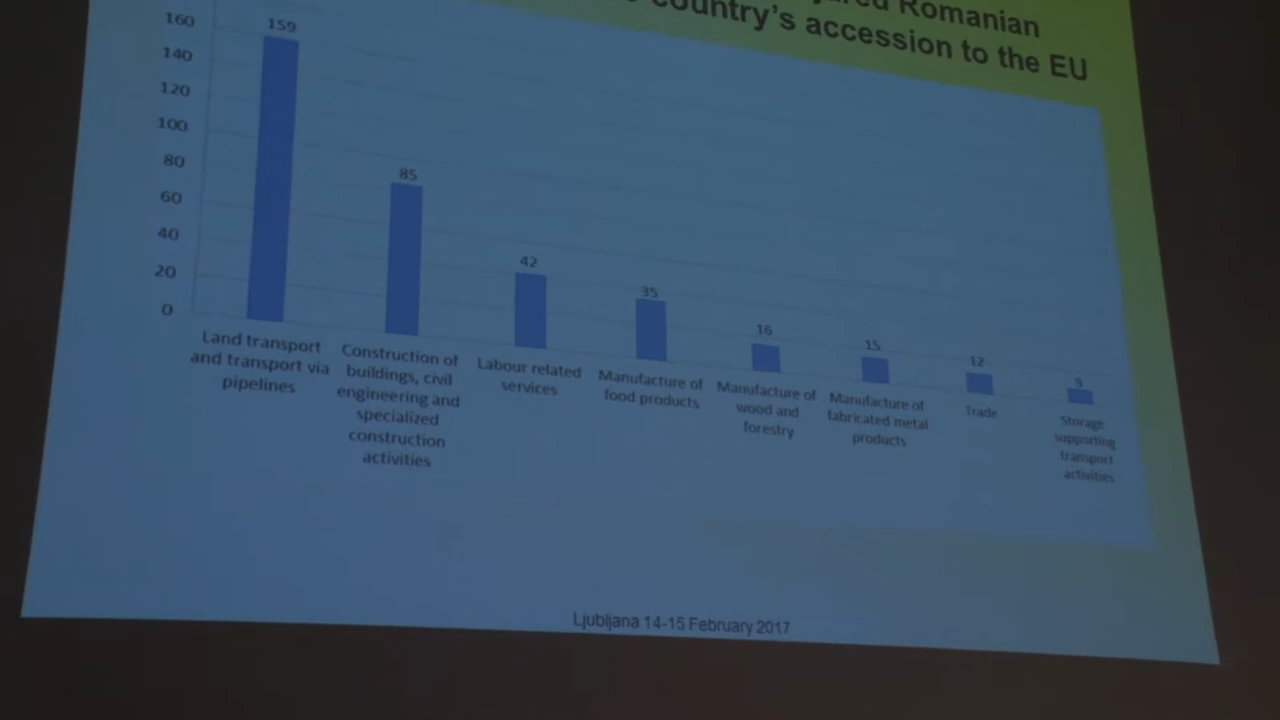 Romanian
country's accession to the EU
160
140
120
100
80
60
40
20
0
159
85
42
35
16
15
12
9
Land transport
and transport via
pipelines
Construction of
buildings, civil
engineering and
specialized
construction
activities
Labour related
services
Manufacture of
food products
Manufacture of
wood and
forestry
Manufacture of
fabricated metal
products
Trade
Storage
supporting
transport
activities
Ljubljana 14-15 February 2017